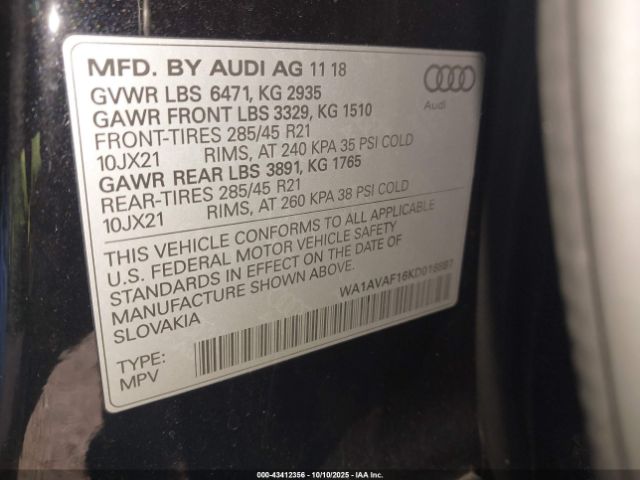 MFD. BY AUDI AG 11 18
Audi
GVWR LBS 6471, KG 2935
GAWR FRONT LBS 3329, KG 1510
FRONT-TIRES 285/45 R21
10JX21 RIMS, AT 240 KPA 35 PSI COLD
GAWR REAR LBS 3891, KG 1765
REAR-TIRES 285/45 R21
10JX21 RIMS, AT 260 KPA 38 PSI COLD
THIS VEHICLE CONFORMS TO ALL APPLICABLE
U.S. FEDERAL MOTOR VEHICLE SAFETY
STANDARDS IN EFFECT ON THE DATE OF
MANUFACTURE SHOWN ABOVE.
SLOVAKIA
TYPE:
MPV
000-43412356 - 10/10/2025 - IAA Inc.